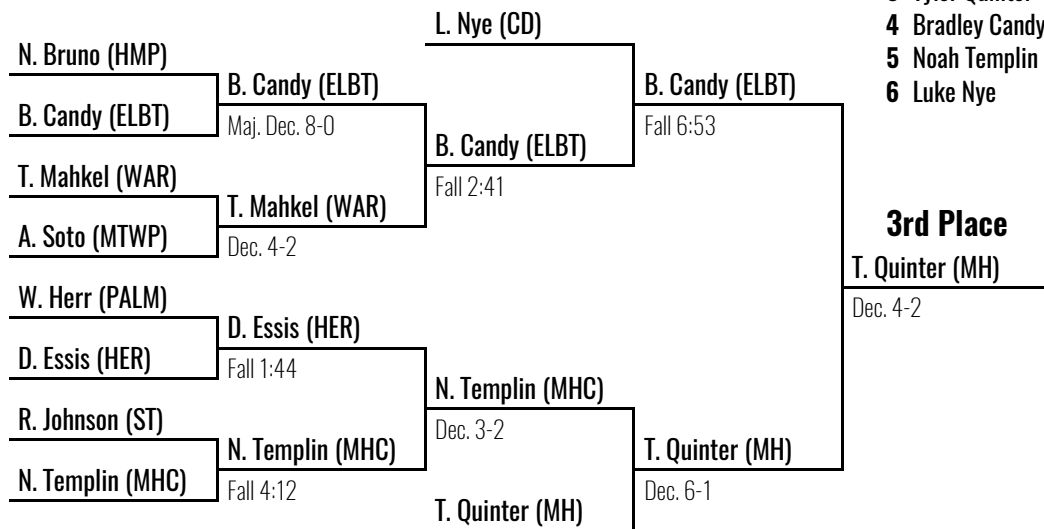 4 Bradley Candy
5 Noah Templin
6 Luke Nye
L. Nye (CD)
N. Bruno (HMP)
B. Candy (ELBT)
B. Candy (ELBT)
B. Candy (ELBT)
Maj. Dec. 8-0
Fall 6:53
B. Candy (ELBT)
Fall 2:41
T. Mahkel (WAR)
T. Mahkel (WAR)
A. Soto (MTWP)
Dec. 4-2
3rd Place
T. Quinter (MH)
Dec. 4-2
W. Herr (PALM)
D. Essis (HER)
D. Essis (HER)
Fall 1:44
N. Templin (MHC)
Dec. 3-2
R. Johnson (ST)
N. Templin (MHC)
T. Quinter (MH)
N. Templin (MHC)
Fall 4:12
Dec. 6-1
T. Quinter (MH)